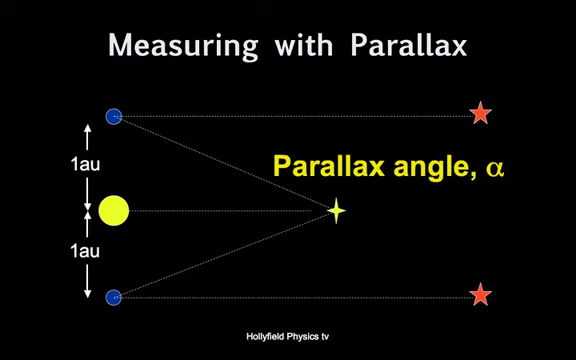 Measuring with Parallax
1au
Parallax angle, α
1au
Hollyfield Physics tv